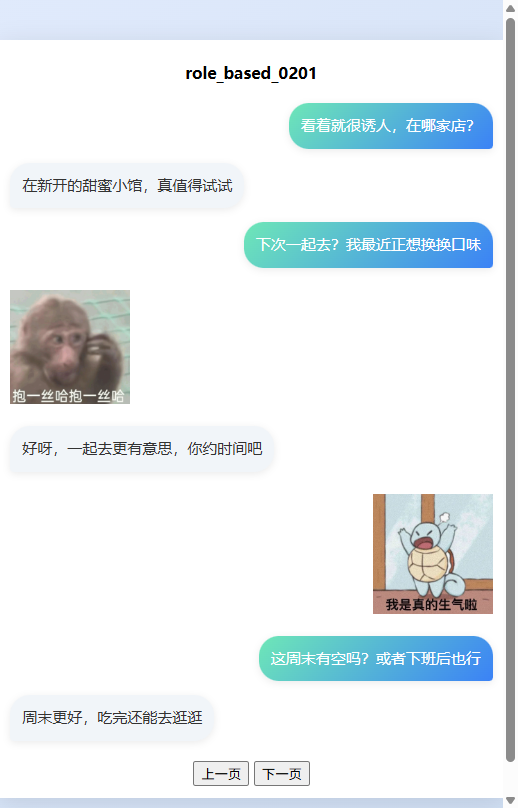 role_based_0201
看着就很诱人，在哪家店？
在新开的甜蜜小馆，真值得试试
下次一起去？我最近正想换换口味
抱一丝哈抱一丝哈
好呀，一起去更有意思，你约时间吧
我是真的生气啦
这周末有空吗？或者下班后也行
周末更好，吃完还能去逛逛
上一页 下一页